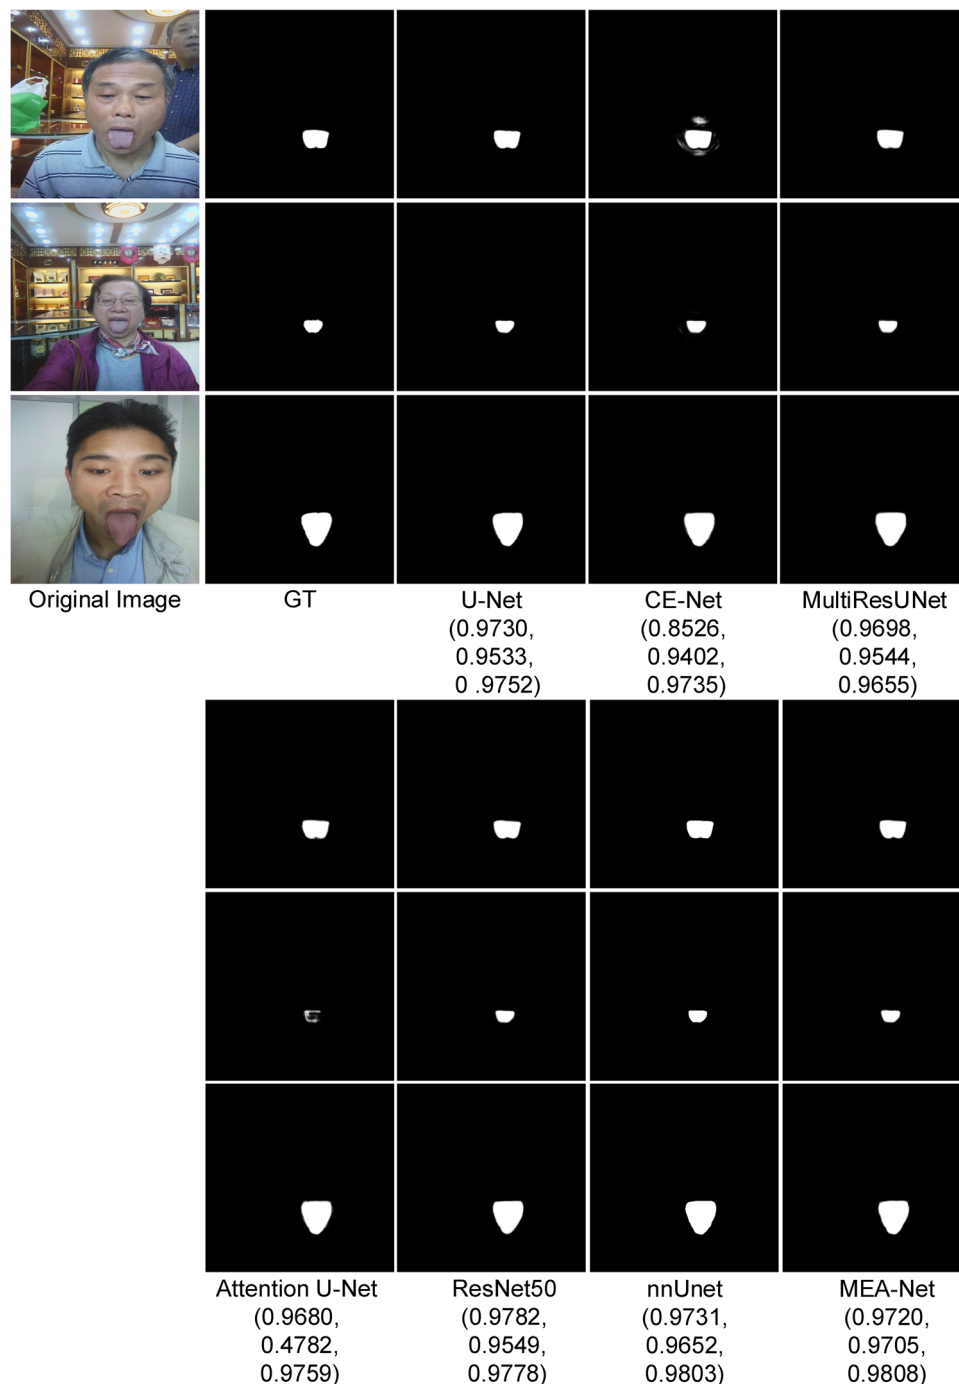 Original Image
GT
U-Net
(0.9730,
0.9533,
0 .9752)
CE-Net
(0.8526,
0.9402,
0.9735)
MultiResUNet
(0.9698,
0.9544,
0.9655)
Attention U-Net
(0.9680,
0.4782,
0.9759)
ResNet50
(0.9782,
0.9549,
0.9778)
nnUnet
(0.9731,
0.9652,
0.9803)
MEA-Net
(0.9720,
0.9705,
0.9808)